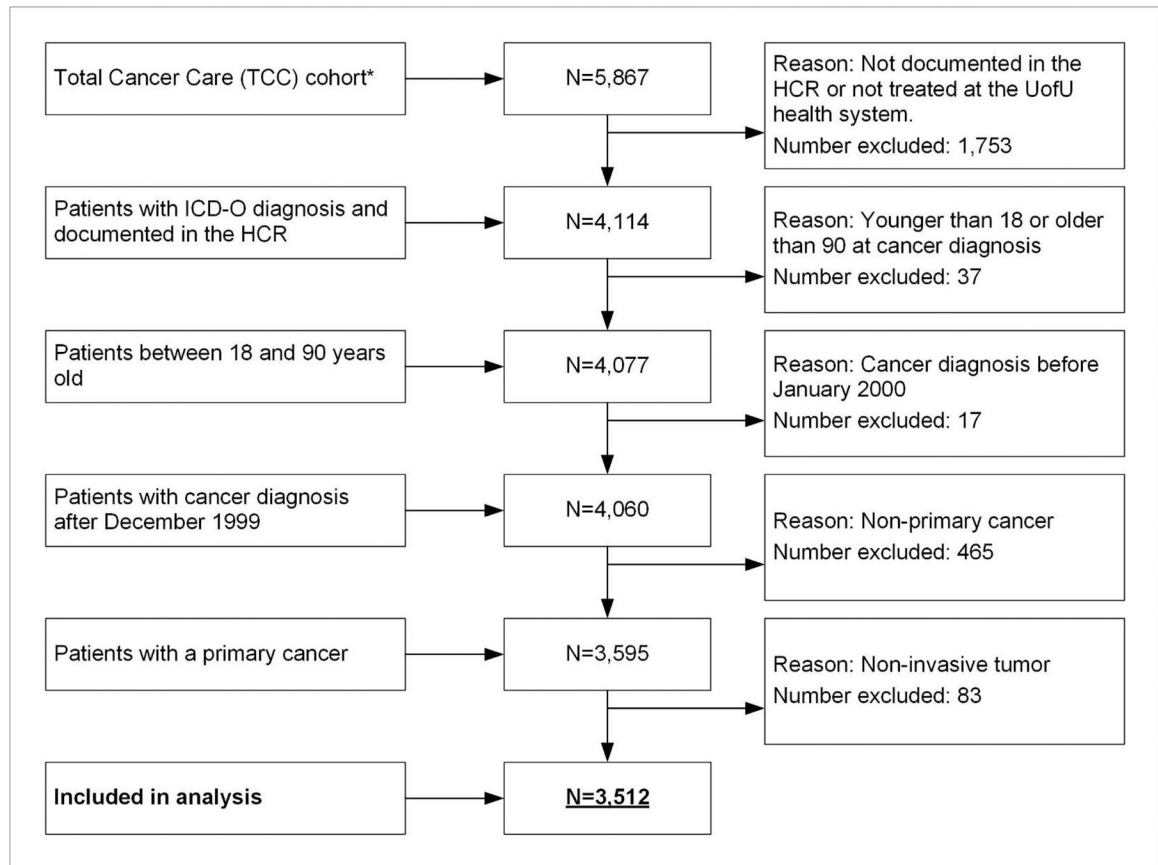 Total Cancer Care (TCC) cohort*
N=5,867
Reason: Not documented in the
HCR or not treated at the UofU
health system.
Number excluded: 1,753
Patients with ICD-O diagnosis and
documented in the HCR
N=4,114
Reason: Younger than 18 or older
than 90 at cancer diagnosis
Number excluded: 37
Patients between 18 and 90 years
old
N=4,077
Reason: Cancer diagnosis before
January 2000
Number excluded: 17
Patients with cancer diagnosis
after December 1999
N=4,060
Reason: Non-primary cancer
Number excluded: 465
Patients with a primary cancer
N=3,595
Reason: Non-invasive tumor
Number excluded: 83
Included in analysis
N=3,512